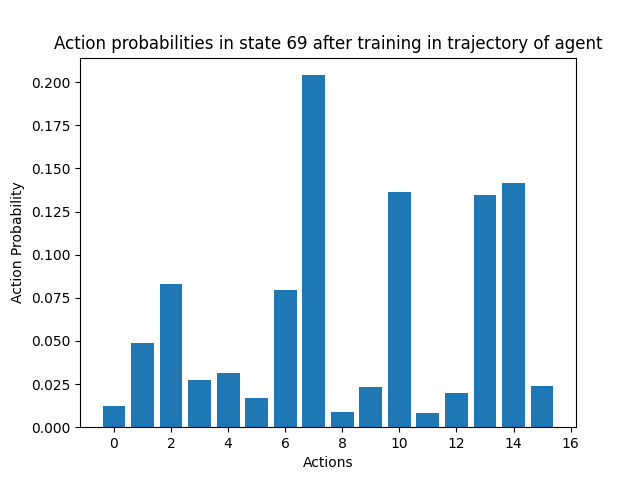 Action probabilities in state 69 after training in trajectory of agent
0.200
0.175
0.150
0.125
0.100
0.075
0.050
0.025
0.000
Action Probability
0 2 4 6 8 10 12 14 16
Actions